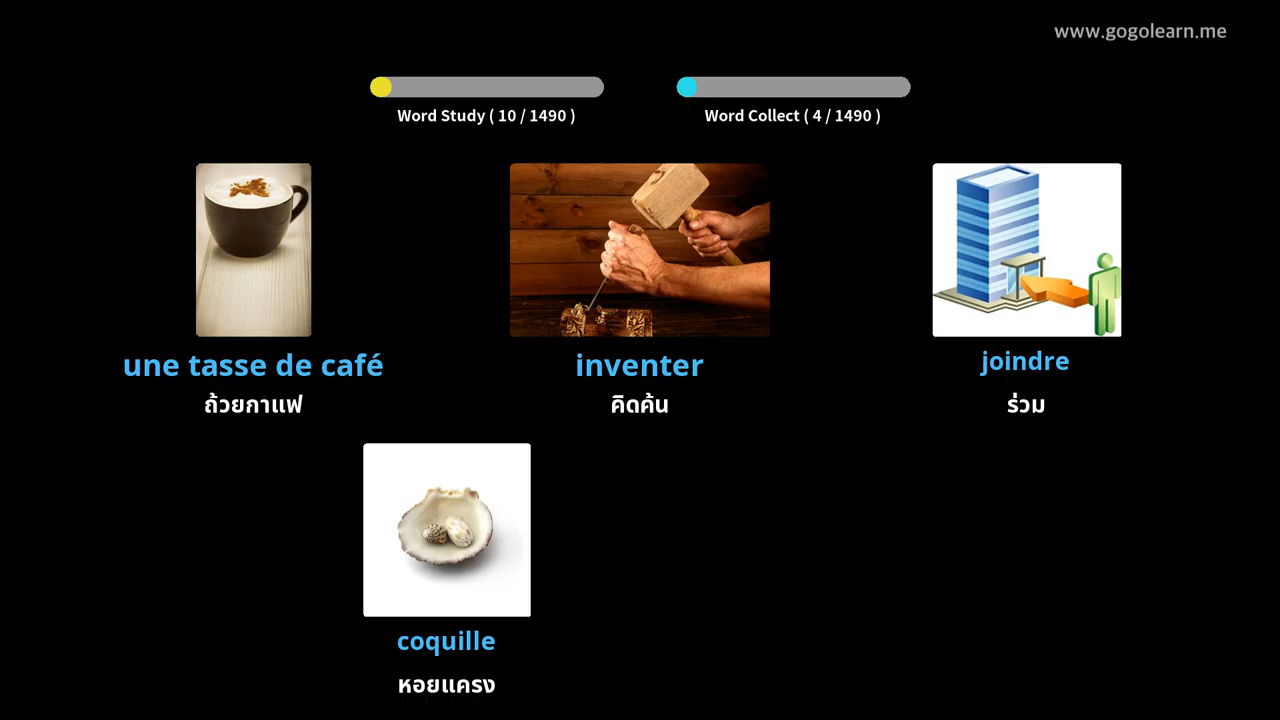 www.gogolearn.me
Word Study ( 10 / 1490 )
Word Collect ( 4 / 1490 )
une tasse de café
ถ้วยกาแฟ
inventer
คิดค้น
joindre
ร่วม
coquille
หอยแครง